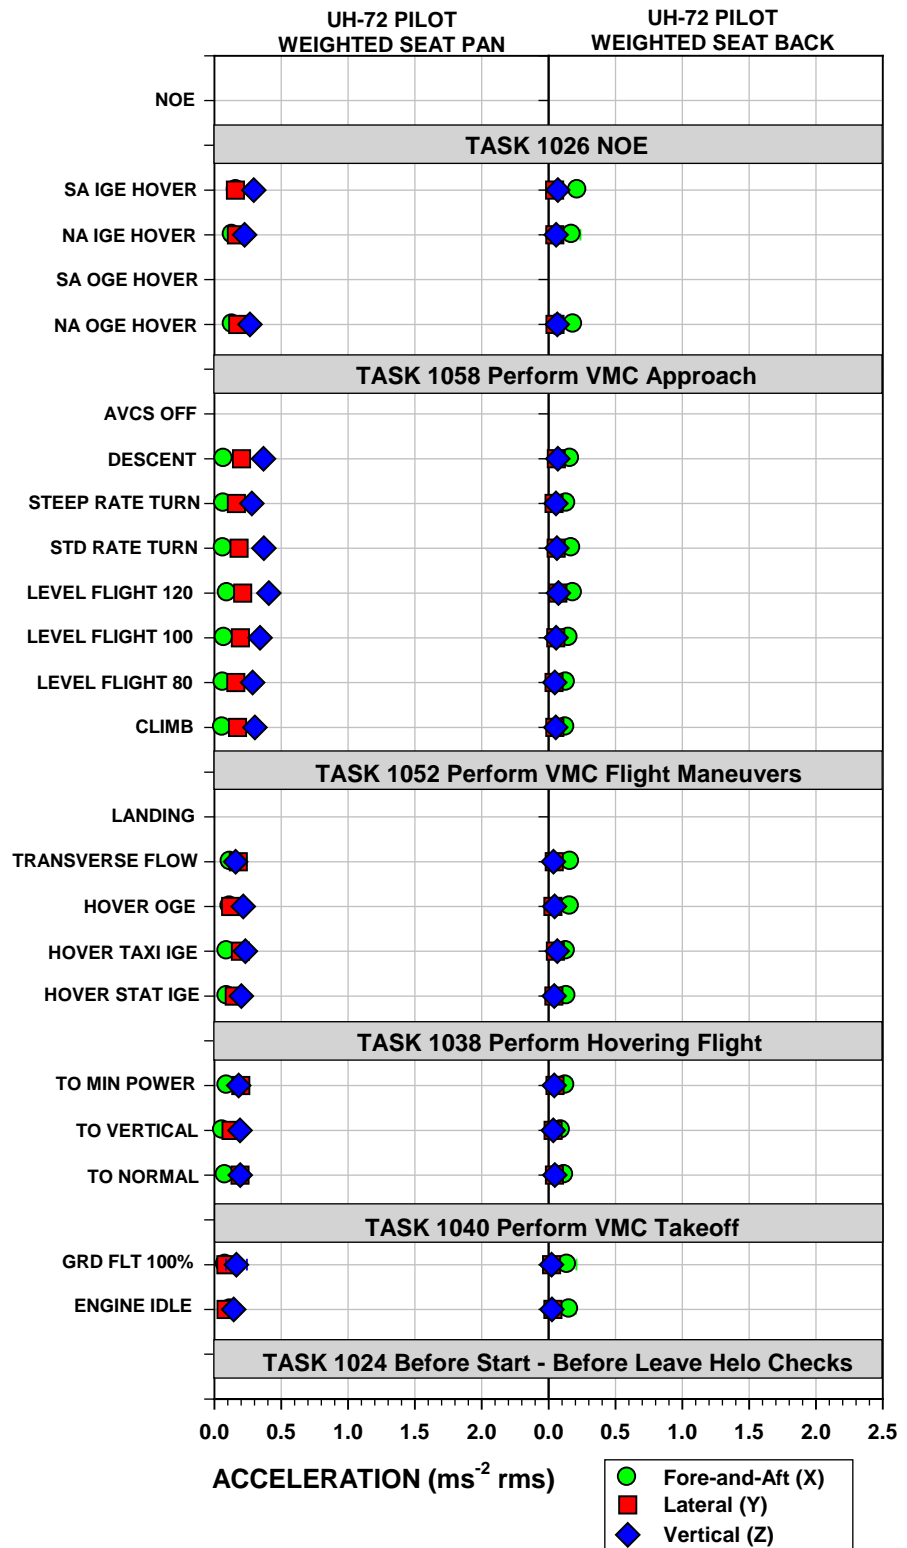 UH-72 PILOT
WEIGHTED SEAT PAN
UH-72 PILOT
WEIGHTED SEAT BACK
NOE
TASK 1026 NOE
SA IGE HOVER
NA IGE HOVER
SA OGE HOVER
NA OGE HOVER
TASK 1058 Perform VMC Approach
AVCS OFF
DESCENT
STEEP RATE TURN
STD RATE TURN
LEVEL FLIGHT 120
LEVEL FLIGHT 100
LEVEL FLIGHT 80
CLIMB
TASK 1052 Perform VMC Flight Maneuvers
LANDING
TRANSVERSE FLOW
HOVER OGE
HOVER TAXI IGE
HOVER STAT IGE
TASK 1038 Perform Hovering Flight
TO MIN POWER
TO VERTICAL
TO NORMAL
TASK 1040 Perform VMC Takeoff
GRD FLT 100%
ENGINE IDLE
TASK 1024 Before Start - Before Leave Helo Checks
0.0 0.5 1.0 1.5 2.0 0.0 0.5 1.0 1.5 2.0 2.5
ACCELERATION (ms⁻² rms)
Fore-and-Aft (X)
Lateral (Y)
Vertical (Z)